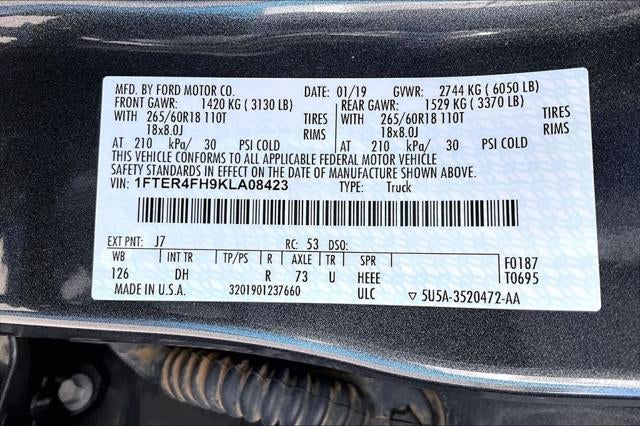 MFD. BY FORD MOTOR CO. DATE: 01/19 GVWR: 2744 KG ( 6050 LB)
FRONT GAWR: 1420 KG ( 3130 LB) REAR GAWR: 1529 KG ( 3370 LB)
WITH 265/60R18 110T TIRES WITH 265/60R18 110T TIRES
18x8.0J RIMS 18x8.0J RIMS
AT 210 kPa/ 30 PSI COLD AT 210 kPa/ 30 PSI COLD
THIS VEHICLE CONFORMS TO ALL APPLICABLE FEDERAL MOTOR VEHICLE
SAFETY STANDARDS IN EFFECT ON THE DATE OF MANUFACTURE SHOWN ABOVE.
VIN: 1FTER4FH9KLA08423 TYPE: Truck
EXT PNT: J7 RC: 53 DSO:
WB INT TR TP/PS R AXLE TR SPR F0187
126 DH R 73 U HEEE T0695
MADE IN U.S.A. 3201901237660 ULC ▽ 5U5A-3520472-AA